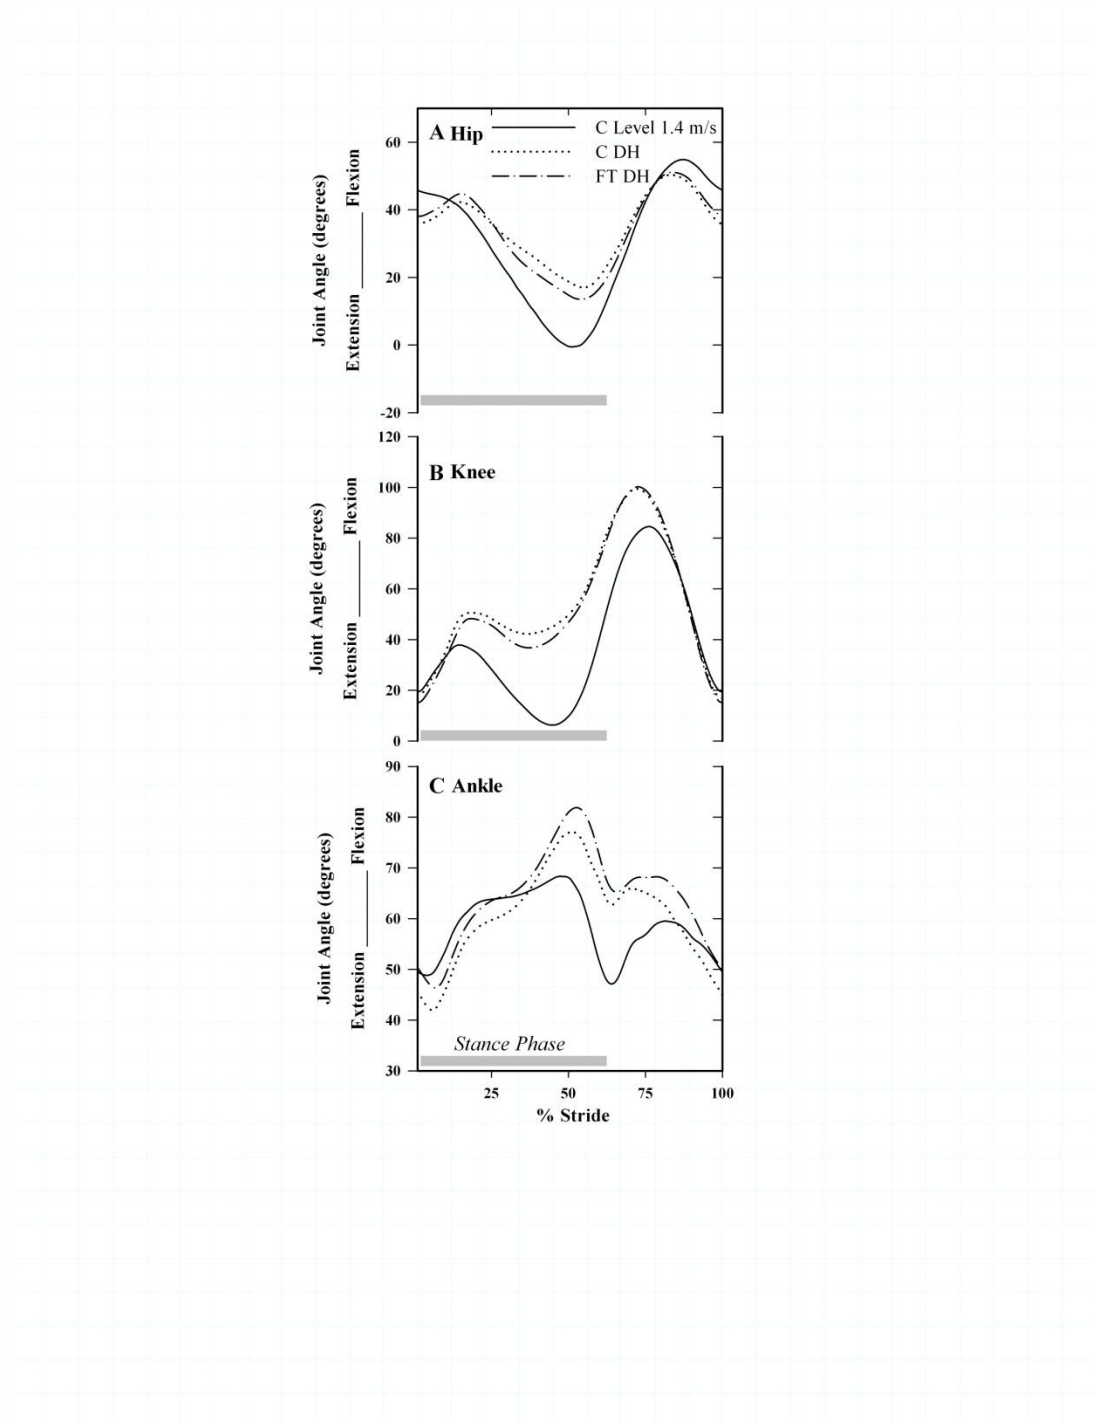 A Hip
C Level 1.4 m/s
C DH
FT DH
Joint Angle (degrees)
Extension Flexion
60
40
20
0
-20
B Knee
Joint Angle (degrees)
Extension Flexion
120
100
80
60
40
20
0
C Ankle
Joint Angle (degrees)
Extension Flexion
90
80
70
60
50
40
30
Stance Phase
25 50 75 100
% Stride